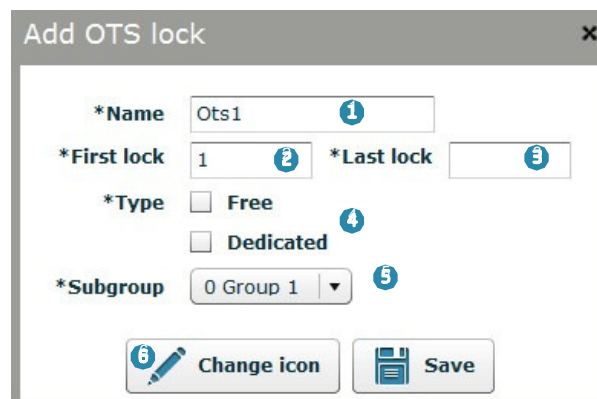 Add OTS lock x
*Name Ots1 1
*First lock 1 2 *Last lock 3
*Type Free
4
Dedicated
*Subgroup 0 Group 1 5
6 Change icon Save